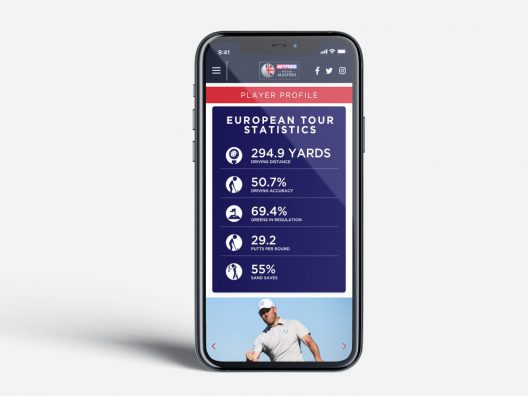 9:41
BETFRED
MASTERS
PLAYER PROFILE
EUROPEAN TOUR
STATISTICS
294.9 YARDS
DRIVING DISTANCE
50.7%
DRIVING ACCURACY
69.4%
GREENS IN REGULATION
29.2
PUTTS PER ROUND
55%
SAND SAVES